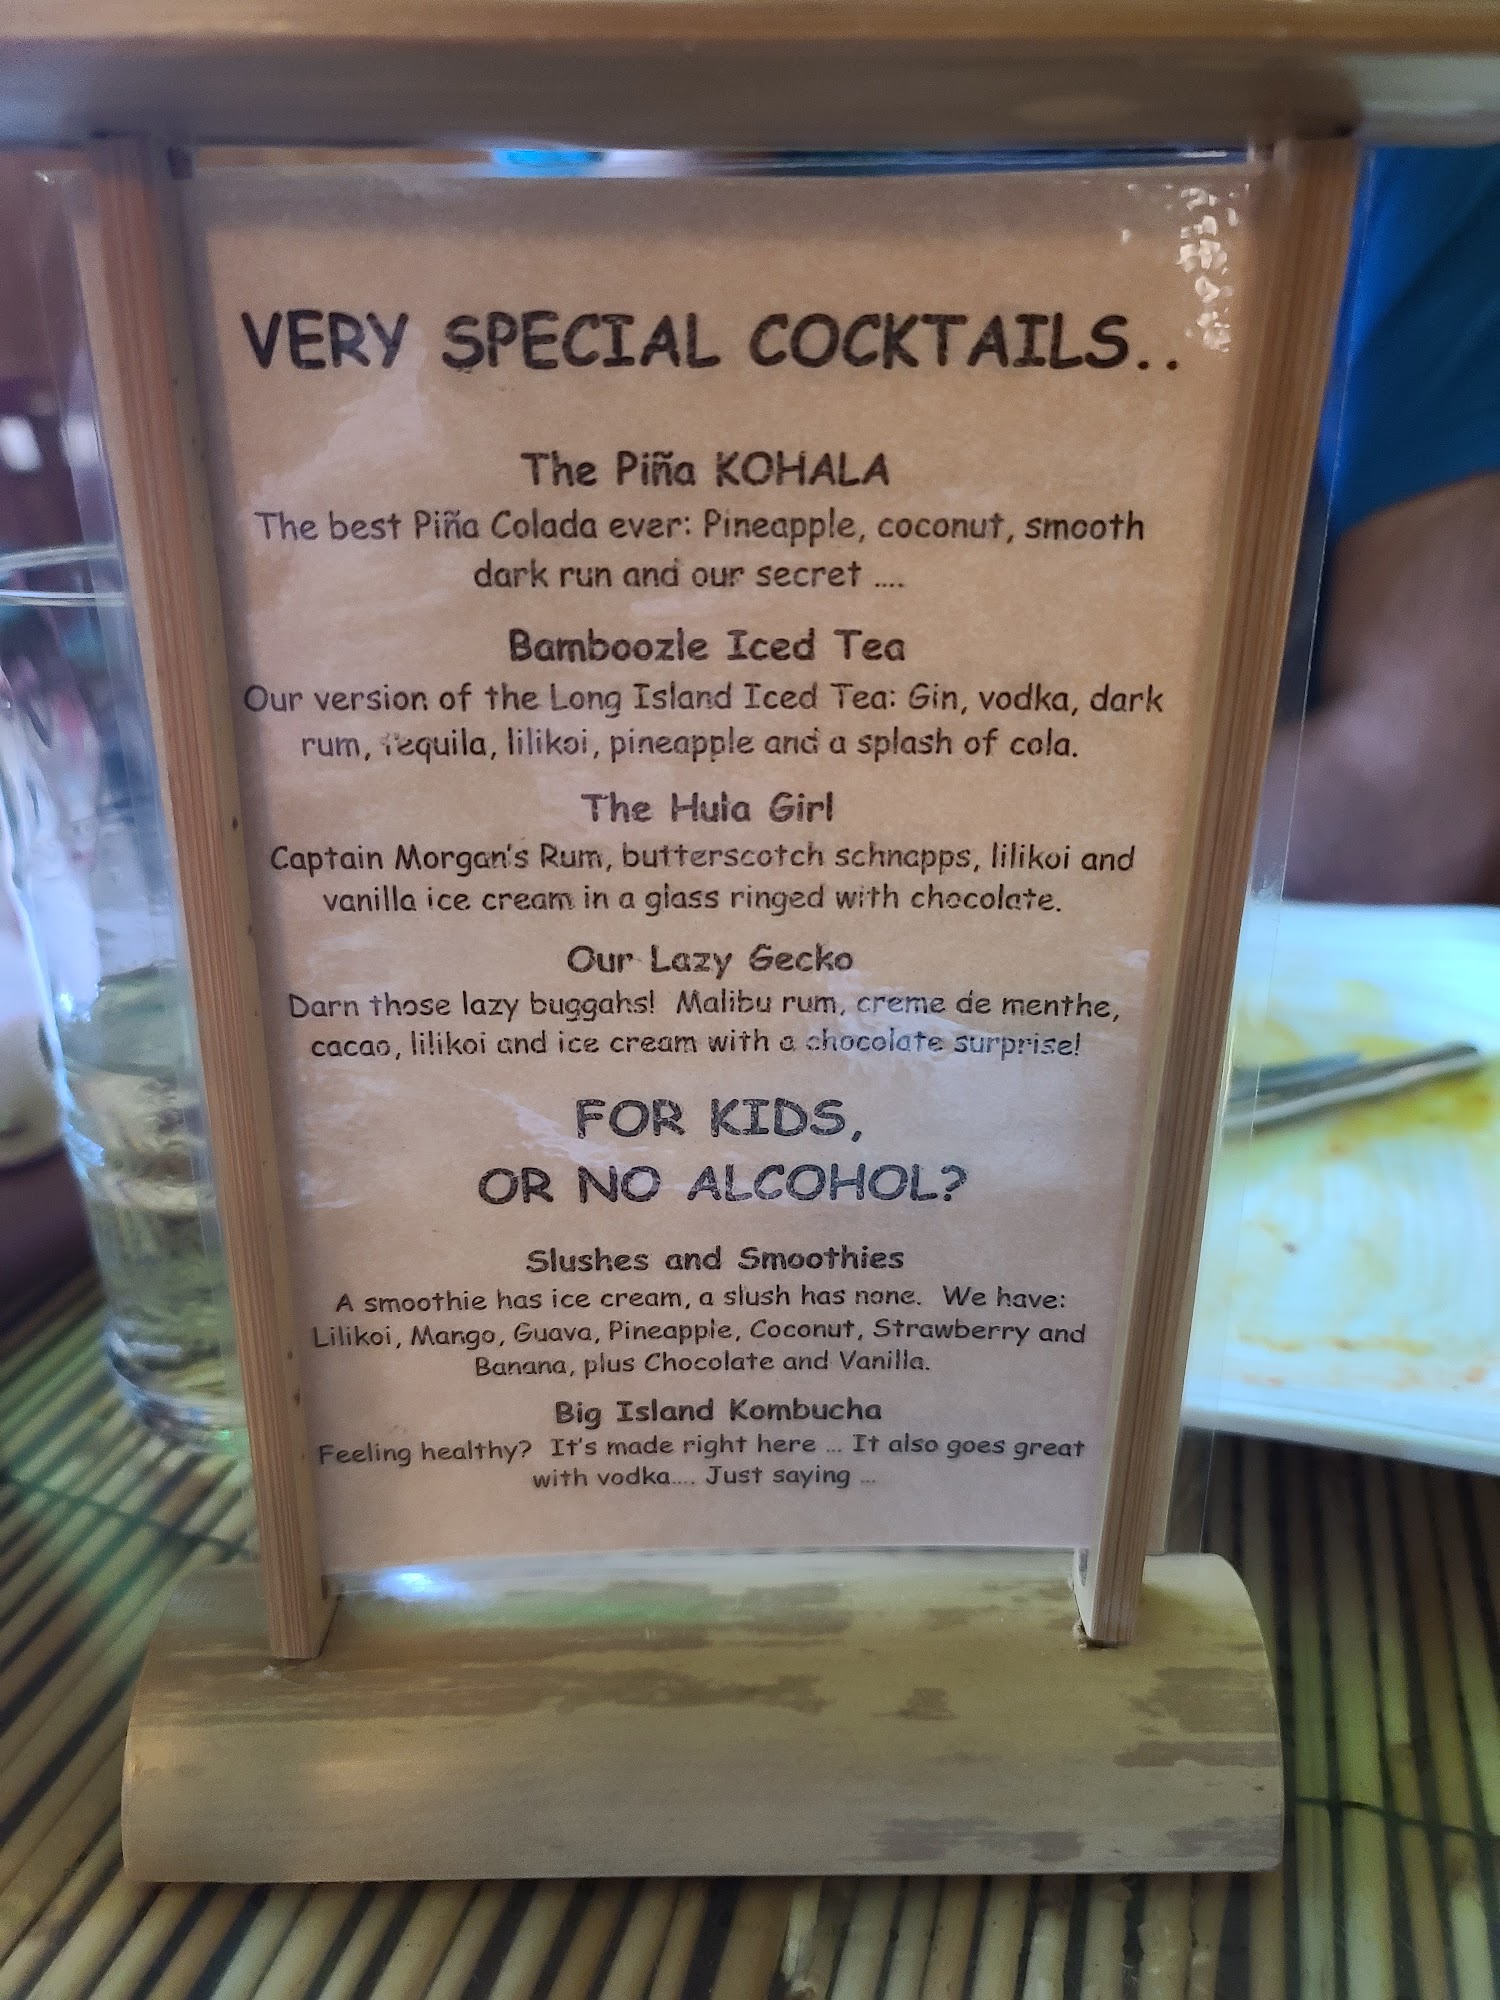 VERY SPECIAL COCKTAILS..
The Piña KOHALA
The best Piña Colada ever: Pineapple, coconut, smooth
dark run and our secret ....
Bamboozle Iced Tea
Our version of the Long Island Iced Tea: Gin, vodka, dark
rum, Tequila, lilikoi, pineapple and a splash of cola.
The Hula Girl
Captain Morgan's Rum, butterscotch schnapps, lilikoi and
vanilla ice cream in a glass ringed with chocolate.
Our Lazy Gecko
Darn those lazy buggahs! Malibu rum, creme de menthe,
cacao, lilikoi and ice cream with a chocolate surprise!
FOR KIDS,
OR NO ALCOHOL?
Slushes and Smoothies
A smoothie has ice cream, a slush has none. We have:
Lilikoi, Mango, Guava, Pineapple, Coconut, Strawberry and
Banana, plus Chocolate and Vanilla.
Big Island Kombucha
Feeling healthy? It's made right here ... It also goes great
with vodka.... Just saying ...